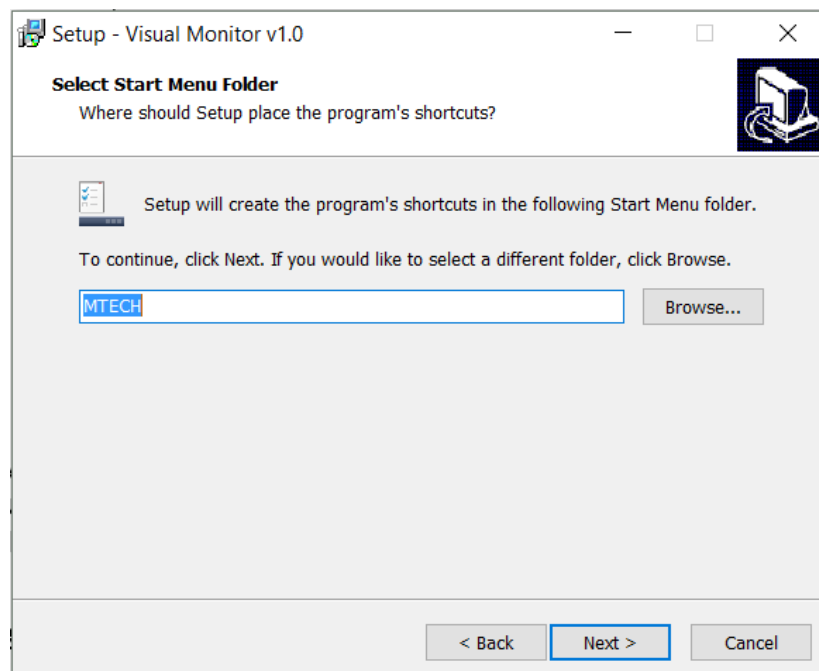 Setup - Visual Monitor v1.0
Select Start Menu Folder
Where should Setup place the program's shortcuts?
Setup will create the program's shortcuts in the following Start Menu folder.
To continue, click Next. If you would like to select a different folder, click Browse.
MTECH
Browse...
< Back
Next >
Cancel